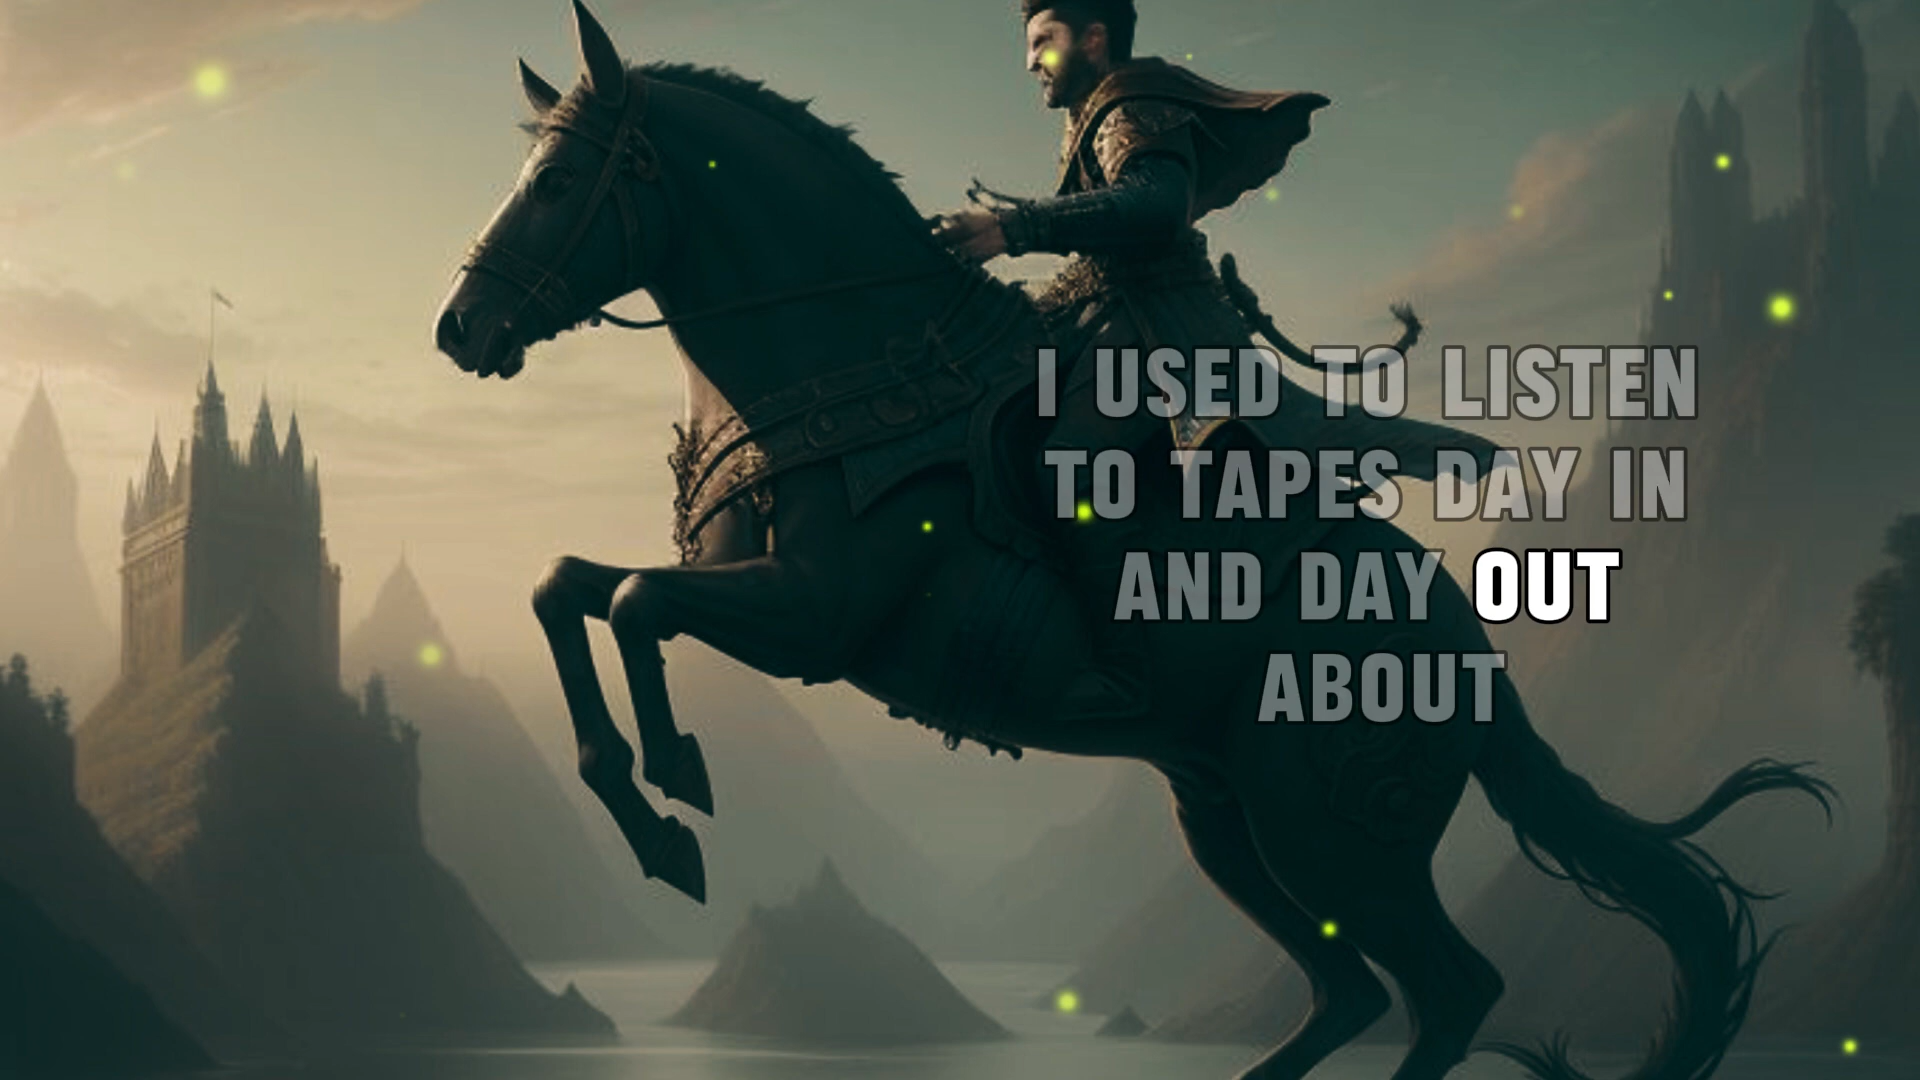 I USED TO LISTEN
TO TAPES DAY IN
AND DAY OUT
ABOUT